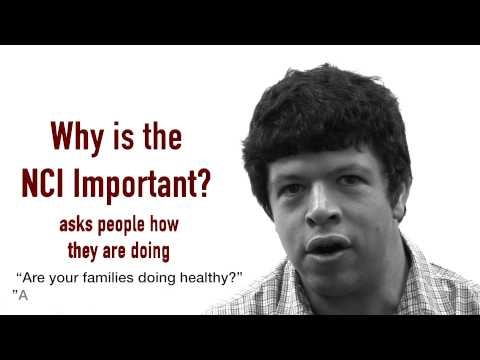 Why is the
NCI Important?
asks people how
they are doing
“Are your families doing healthy?”
”A